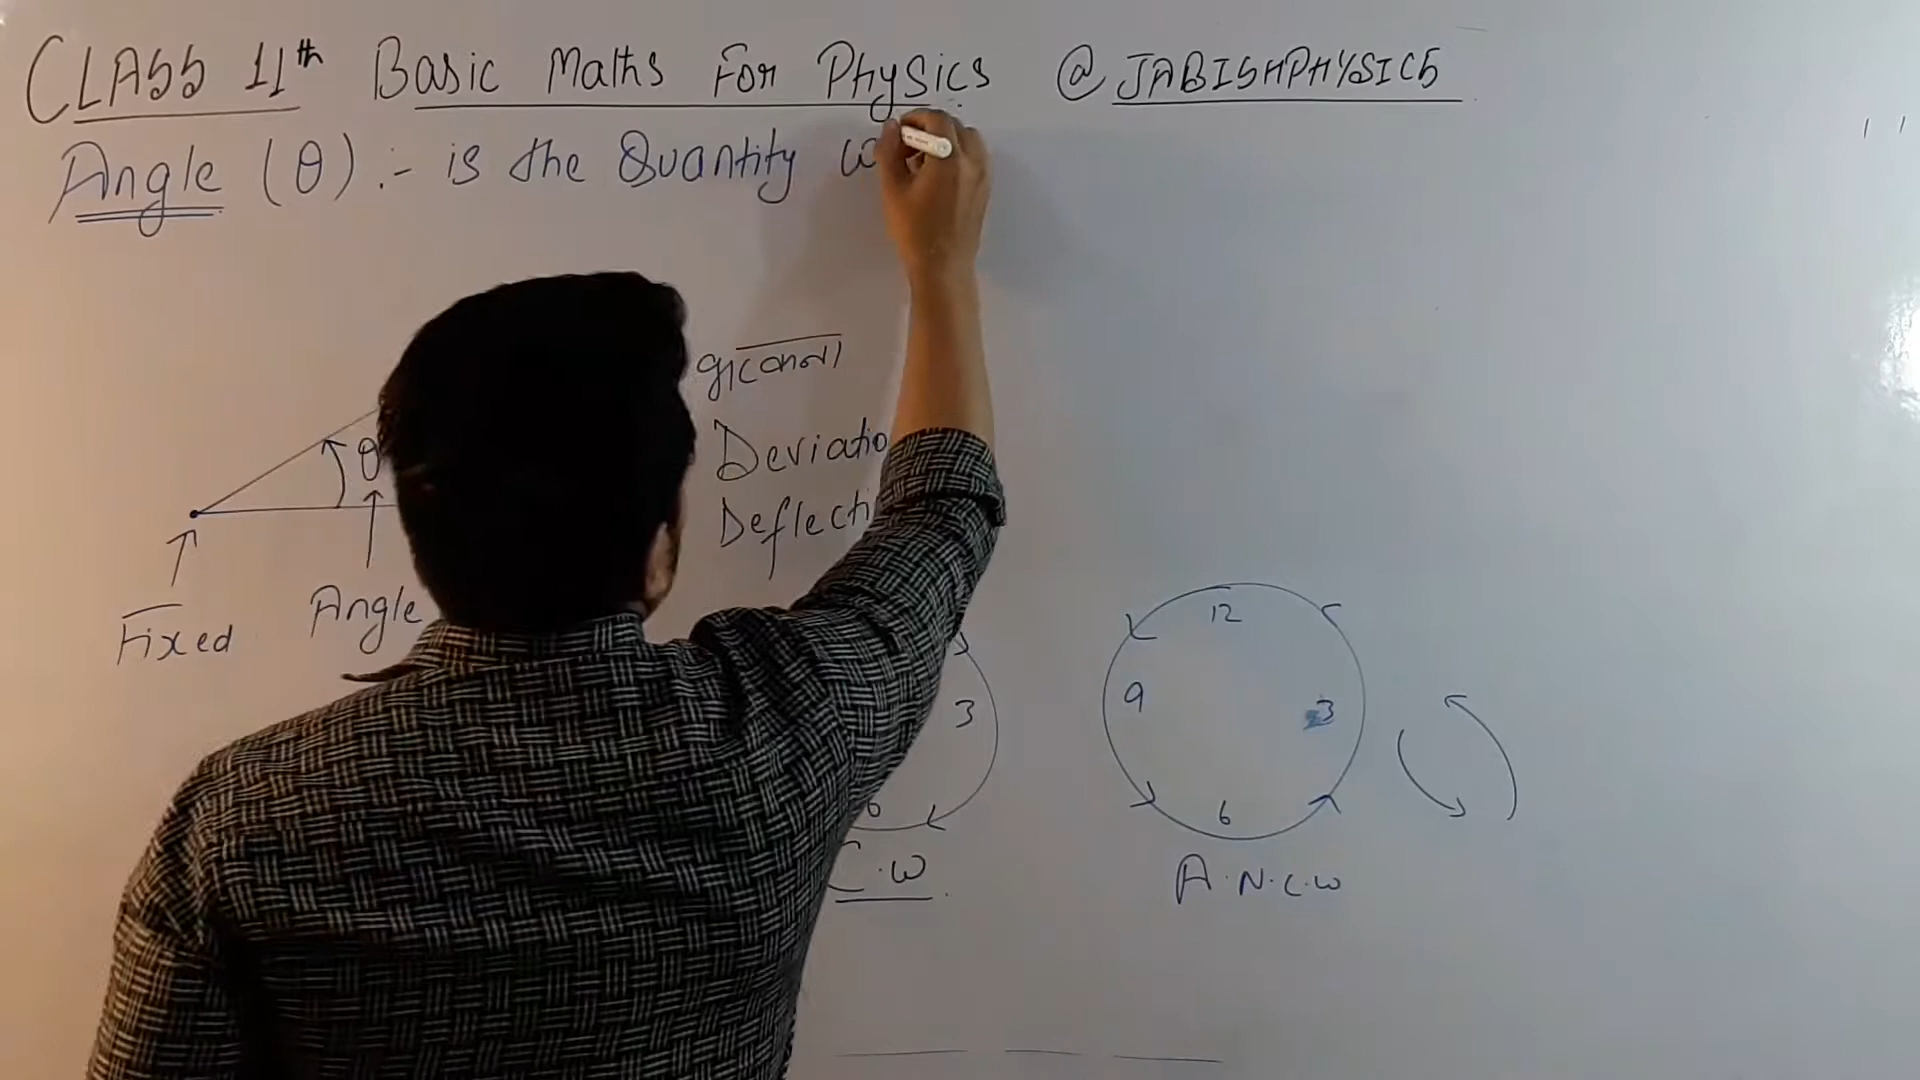 CLASS 11th Basic Maths For Physics @JABISHPHYSICS
Angle (θ) :- is the Quantity
θ
Fixed
Angle
Deviatio
Deflecti
3
6
C.W
12
9
3
6
A.N.C.W